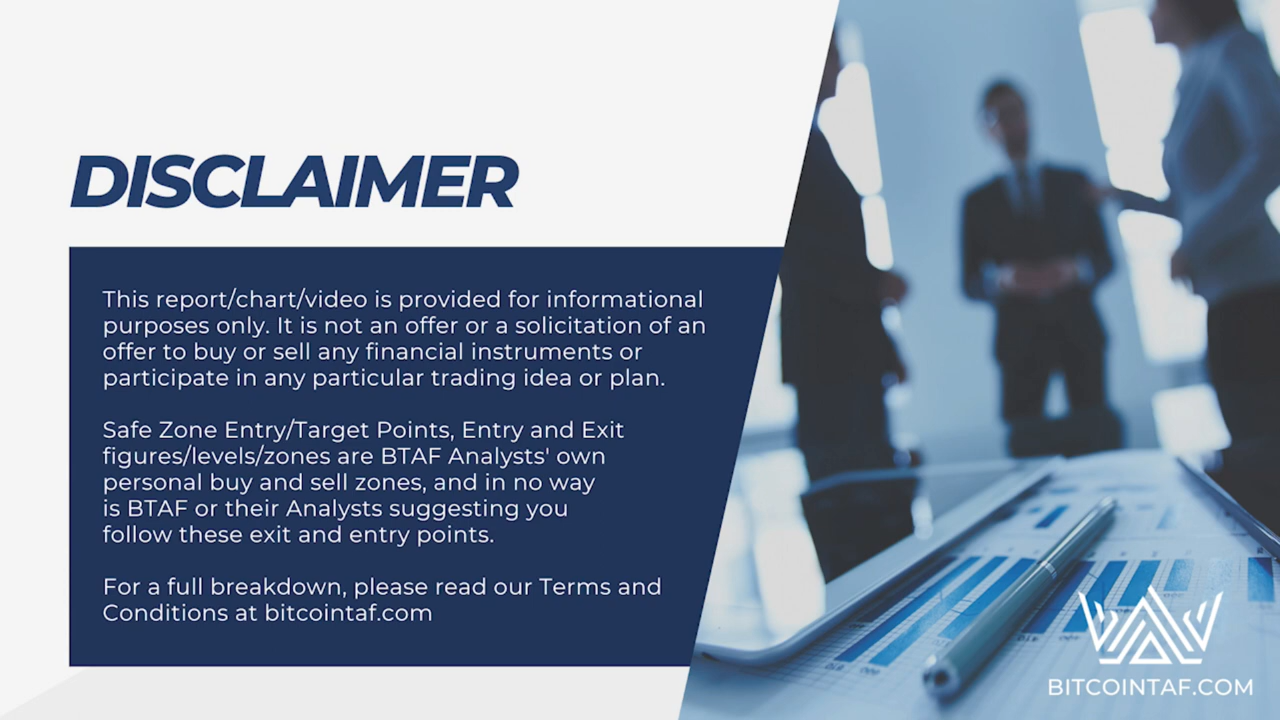 DISCLAIMER
This report/chart/video is provided for informational
purposes only. It is not an offer or a solicitation of an
offer to buy or sell any financial instruments or
participate in any particular trading idea or plan.
Safe Zone Entry/Target Points, Entry and Exit
figures/levels/zones are BTAF Analysts' own
personal buy and sell zones, and in no way
is BTAF or their Analysts suggesting you
follow these exit and entry points.
For a full breakdown, please read our Terms and
Conditions at bitcointaf.com
BITCOINTAF.COM